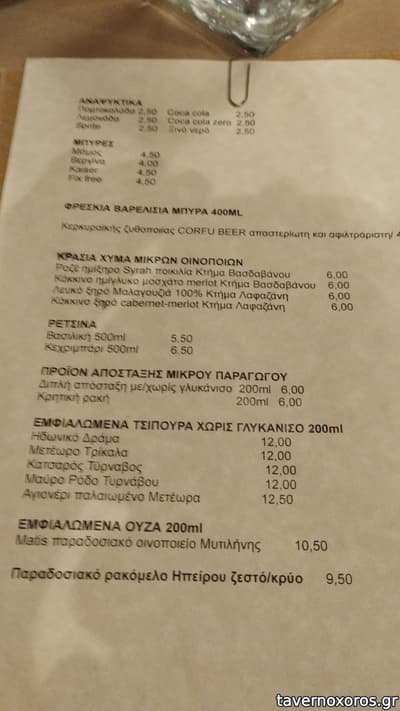 ΑΝΑΨΥΚΤΙΚΑ
Πορτοκαλάδα 2,50 Coca cola 2,50
Λεμονάδα 2,50 Coca cola zero 2,50
Sprite 2,50 Ξινό νερό 2,50
ΜΠΥΡΕΣ
Μάμος 4,50
Βεργίνα 4,00
Kaiser 4,50
Fix free 4,50
ΦΡΕΣΚΙΑ ΒΑΡΕΛΙΣΙΑ ΜΠΥΡΑ 400ML
Κερκυραϊκής ζυθοποιίας CORFU BEER απαστερίωτη και αφιλτράριστη/ 4
ΚΡΑΣΙΑ ΧΥΜΑ ΜΙΚΡΩΝ ΟΙΝΟΠΟΙΩΝ
Ροζέ ημίξηρο Syrah ποικιλία Κτήμα Βασδαβάνου 6,00
Κόκκινο ημίγλυκο μοσχάτο merlot Κτήμα Βασδαβάνου 6,00
Λευκό ξηρό Μαλαγουζιά 100% Κτήμα Λαφαζάνη 6,00
Κόκκινο ξηρό cabernet-merlot Κτήμα Λαφαζάνη 6,00
ΡΕΤΣΙΝΑ
Βασιλική 500ml 5,50
Κεχριμπάρι 500ml 6,50
ΠΡΟΪΟΝ ΑΠΟΣΤΑΞΗΣ ΜΙΚΡΟΥ ΠΑΡΑΓΩΓΟΥ
Διπλή απόσταξη με/χωρίς γλυκάνισο 200ml 6,00
Κρητική ρακή 200ml 6,00
ΕΜΦΙΑΛΩΜΕΝΑ ΤΣΙΠΟΥΡΑ ΧΩΡΙΣ ΓΛΥΚΑΝΙΣΟ 200ml
Ηδωνικό Δράμα 12,00
Μετέωρο Τρίκαλα 12,00
Κατσαρός Τύρναβος 12,00
Μαύρο Ρόδο Τυρνάβου 12,00
Αγιονέρι παλαιωμένο Μετέωρα 12,50
ΕΜΦΙΑΛΩΜΕΝΑ ΟΥΖΑ 200ml
Matis παραδοσιακό οινοποιείο Μυτιλήνης 10,50
Παραδοσιακό ρακόμελο Ηπείρου ζεστό/κρύο 9,50
tavernoxoros.gr